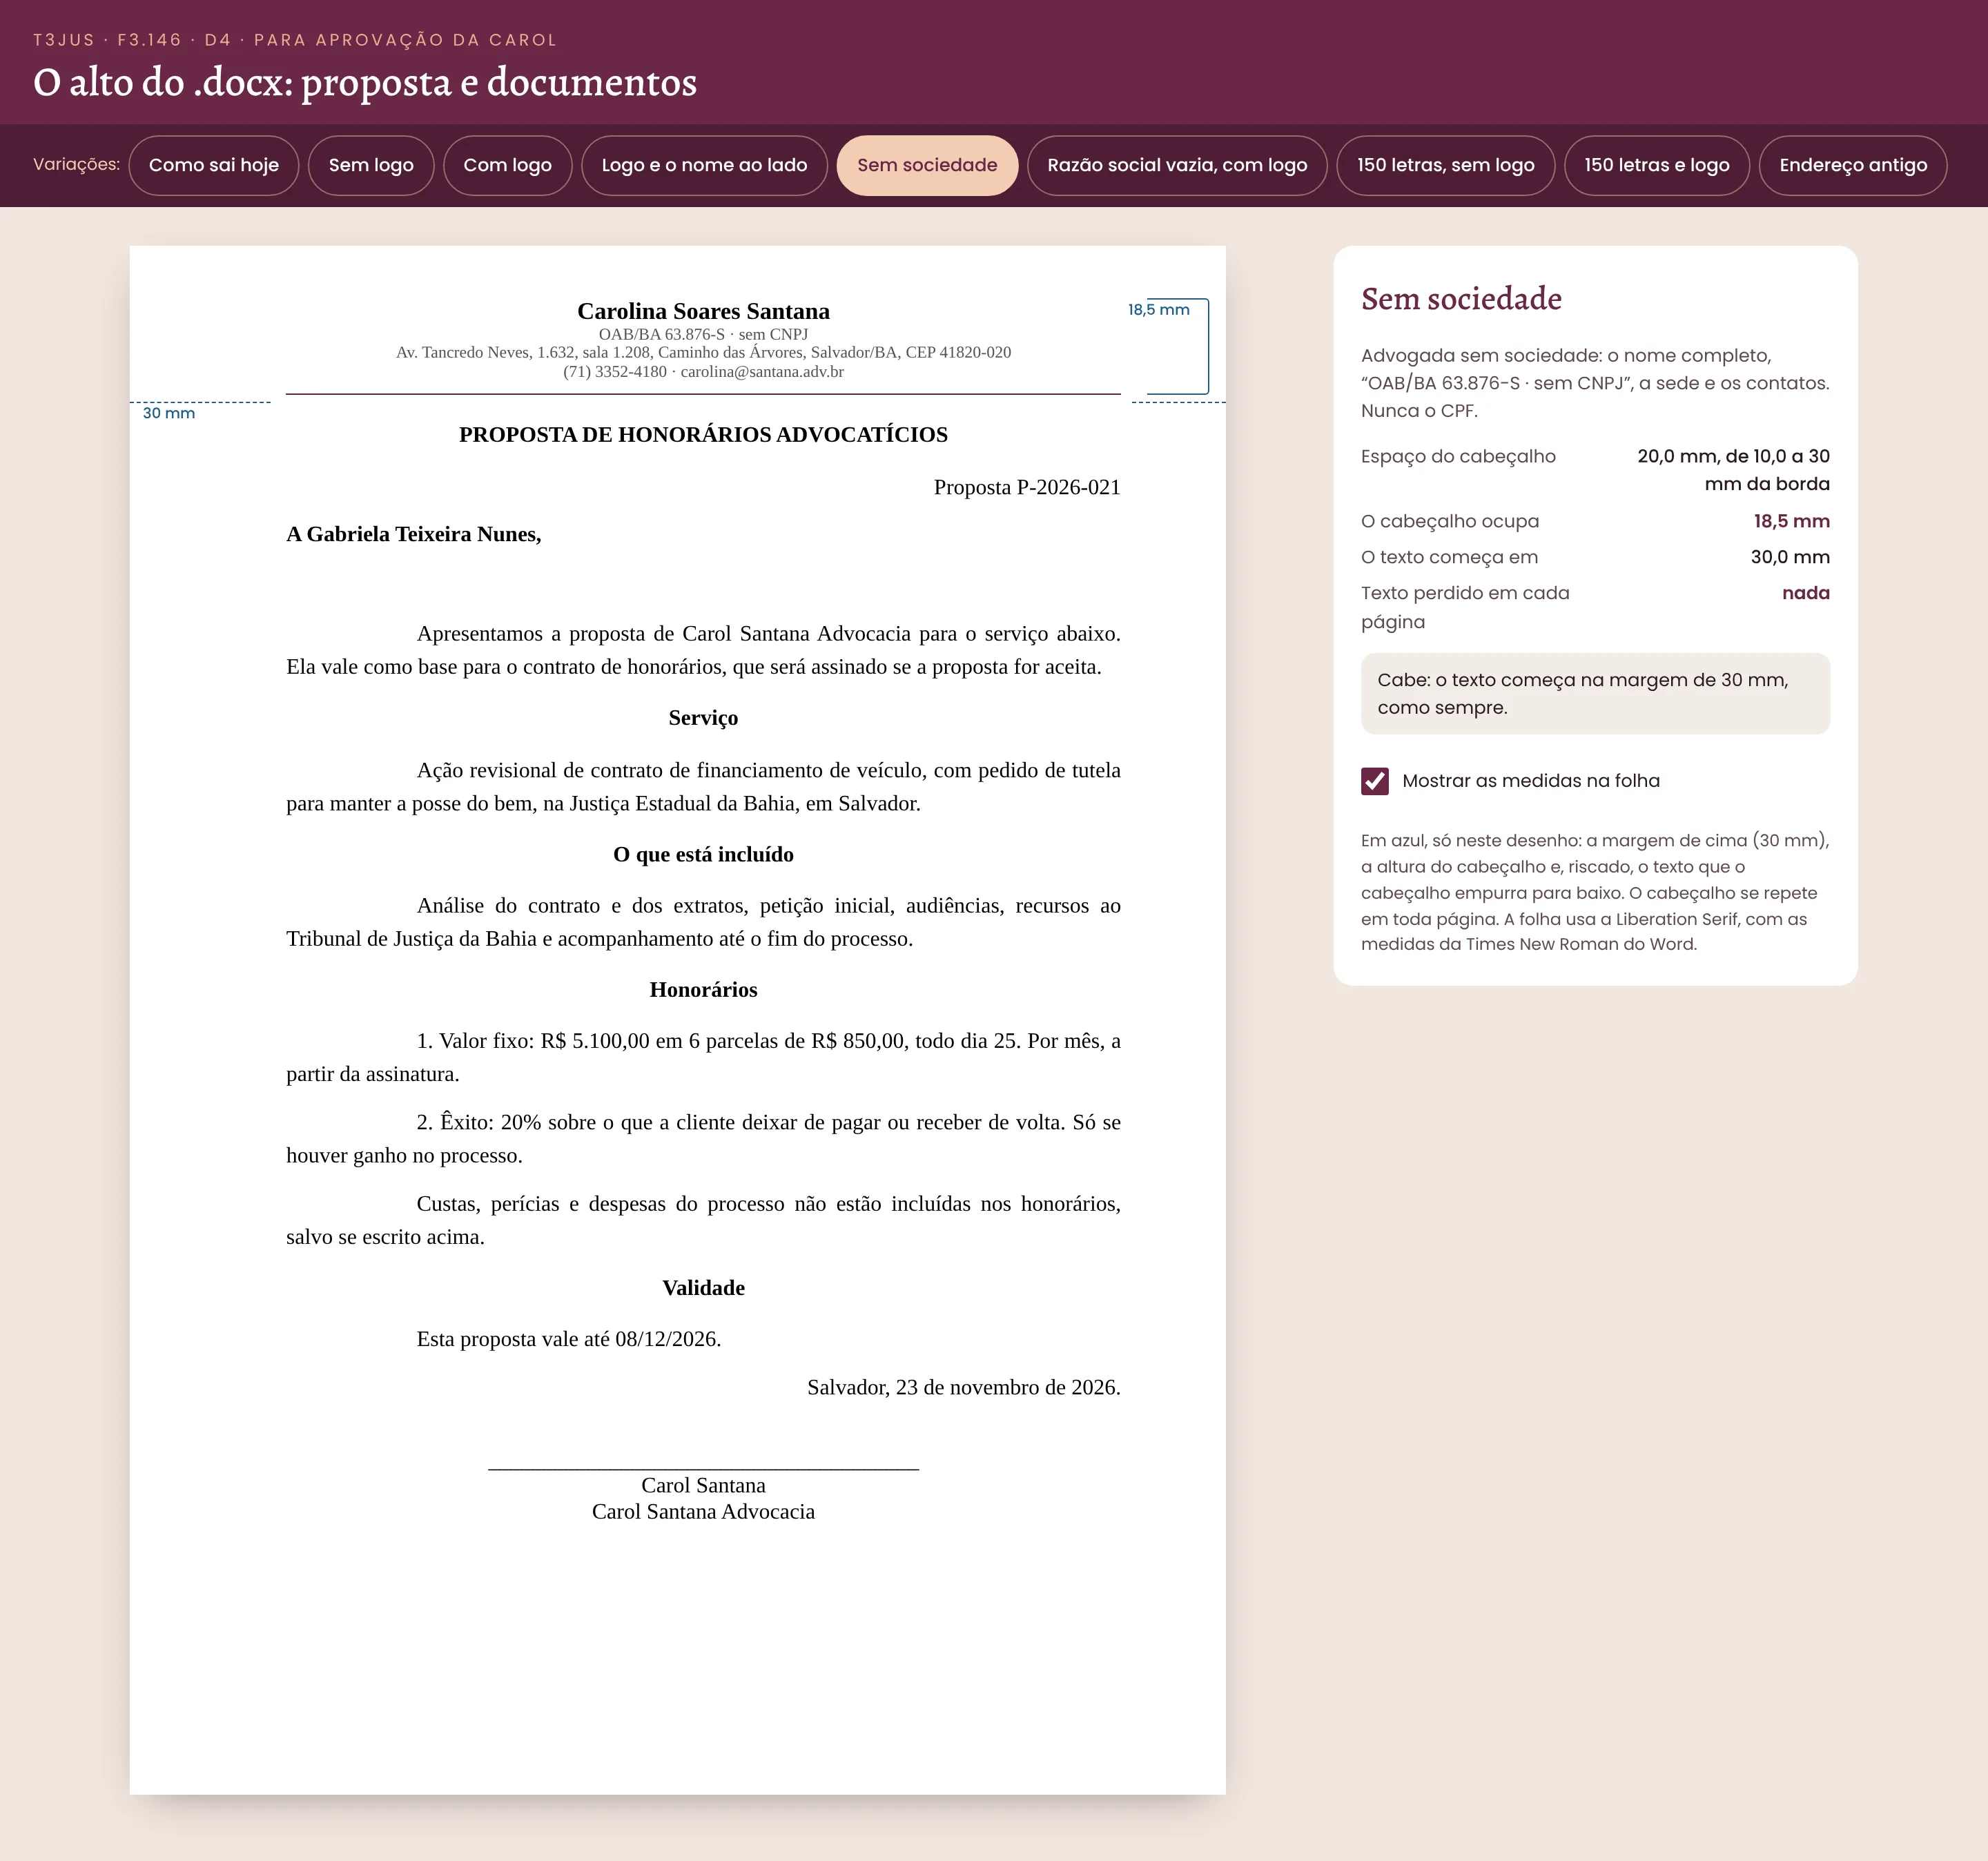 T3JUS · F3.146 · D4 · PARA APROVAÇÃO DA CAROL
O alto do .docx: proposta e documentos
Variações:
Como sai hoje
Sem logo
Com logo
Logo e o nome ao lado
Sem sociedade
Razão social vazia, com logo
150 letras, sem logo
150 letras e logo
Endereço antigo
Carolina Soares Santana
OAB/BA 63.876-S · sem CNPJ
Av. Tancredo Neves, 1.632, sala 1.208, Caminho das Árvores, Salvador/BA, CEP 41820-020
(71) 3352-4180 · carolina@santana.adv.br
18,5 mm
30 mm
PROPOSTA DE HONORÁRIOS ADVOCATÍCIOS
Proposta P-2026-021
A Gabriela Teixeira Nunes,
Apresentamos a proposta de Carol Santana Advocacia para o serviço abaixo.
Ela vale como base para o contrato de honorários, que será assinado se a proposta for aceita.
Serviço
Ação revisional de contrato de financiamento de veículo, com pedido de tutela
para manter a posse do bem, na Justiça Estadual da Bahia, em Salvador.
O que está incluído
Análise do contrato e dos extratos, petição inicial, audiências, recursos ao
Tribunal de Justiça da Bahia e acompanhamento até o fim do processo.
Honorários
1. Valor fixo: R$ 5.100,00 em 6 parcelas de R$ 850,00, todo dia 25. Por mês, a
partir da assinatura.
2. Êxito: 20% sobre o que a cliente deixar de pagar ou receber de volta. Só se
houver ganho no processo.
Custas, perícias e despesas do processo não estão incluídas nos honorários,
salvo se escrito acima.
Validade
Esta proposta vale até 08/12/2026.
Salvador, 23 de novembro de 2026.
Carol Santana
Carol Santana Advocacia
Sem sociedade
Advogada sem sociedade: o nome completo,
“OAB/BA 63.876-S · sem CNPJ”, a sede e os contatos.
Nunca o CPF.
Espaço do cabeçalho
20,0 mm, de 10,0 a 30
mm da borda
O cabeçalho ocupa
18,5 mm
O texto começa em
30,0 mm
Texto perdido em cada
página
nada
Cabe: o texto começa na margem de 30 mm,
como sempre.
Mostrar as medidas na folha
Em azul, só neste desenho: a margem de cima (30 mm),
a altura do cabeçalho e, riscado, o texto que o
cabeçalho empurra para baixo. O cabeçalho se repete
em toda página. A folha usa a Liberation Serif, com as
medidas da Times New Roman do Word.